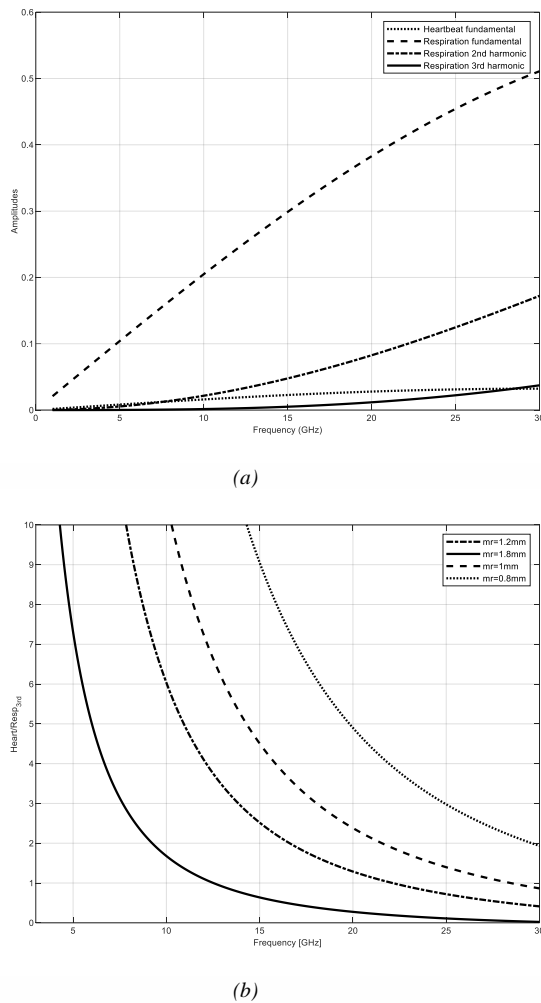 0.6
0.5
0.4
0.3
0.2
0.1
0
Amplitudes
Heartbeat fundamental
Respiration fundamental
Respiration 2nd harmonic
Respiration 3rd harmonic
0 5 10 15 20 25 30
Frequency (GHz)
(a)
10
9
8
7
6
5
4
3
2
1
0
Heart/Resp3rd
mr=1.2mm
mr=1.8mm
mr=1mm
mr=0.8mm
5 10 15 20 25 30
Frequency [GHz]
(b)